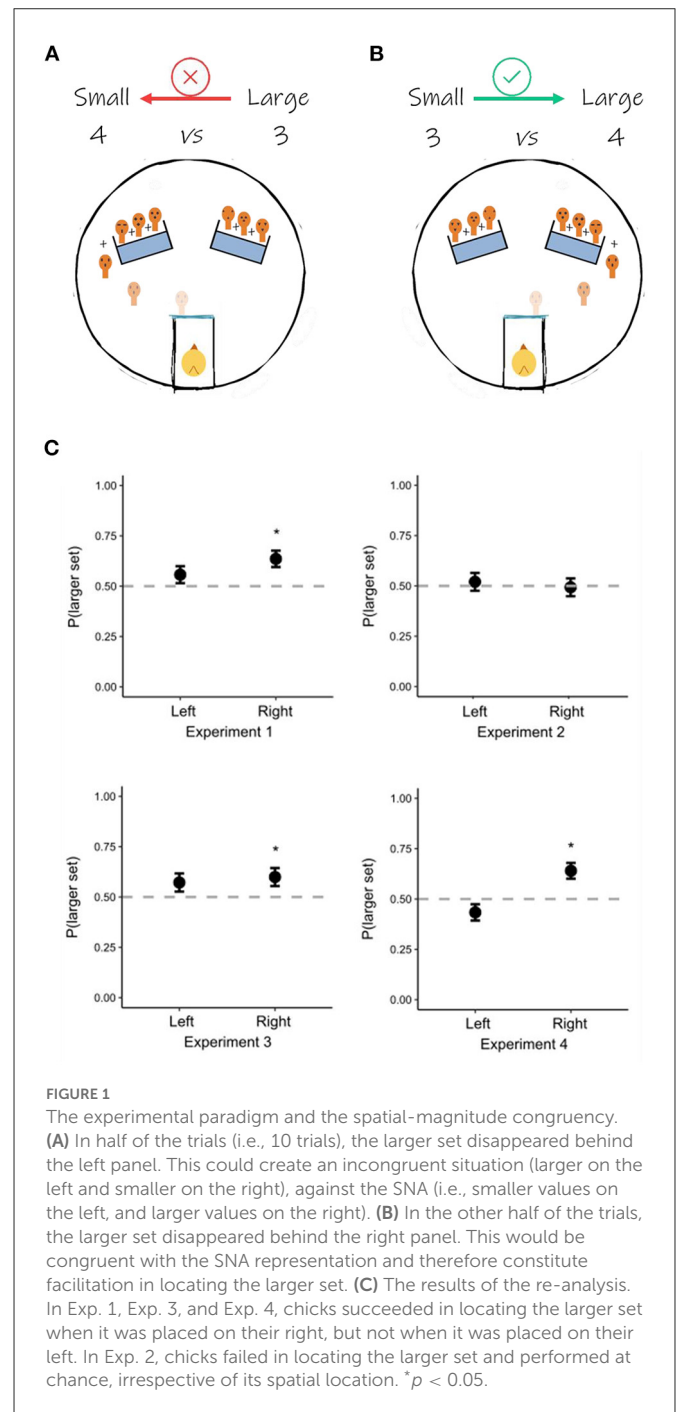 A
B
Small Large
4 vs 3
Small Large
3 vs 4
+ + + +
+ + + +
C
1.00
0.75
0.50
0.25
0.00
P(larger set)
*
Left Right
Experiment 1
1.00
0.75
0.50
0.25
0.00
P(larger set)
Left Right
Experiment 2
1.00
0.75
0.50
0.25
0.00
P(larger set)
*
Left Right
Experiment 3
1.00
0.75
0.50
0.25
0.00
P(larger set)
*
Left Right
Experiment 4
FIGURE 1
The experimental paradigm and the spatial-magnitude congruency.
(A) In half of the trials (i.e., 10 trials), the larger set disappeared behind
the left panel. This could create an incongruent situation (larger on the
left and smaller on the right), against the SNA (i.e., smaller values on
the left, and larger values on the right). (B) In the other half of the trials,
the larger set disappeared behind the right panel. This would be
congruent with the SNA representation and therefore constitute
facilitation in locating the larger set. (C) The results of the re-analysis.
In Exp. 1, Exp. 3, and Exp. 4, chicks succeeded in locating the larger set
when it was placed on their right, but not when it was placed on their
left. In Exp. 2, chicks failed in locating the larger set and performed at
chance, irrespective of its spatial location. *p < 0.05.